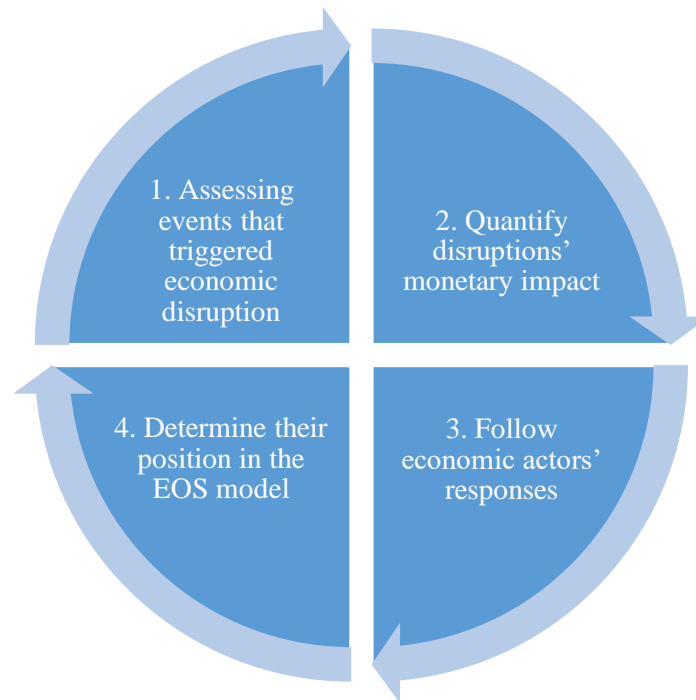 1. Assessing
events that
triggered
economic
disruption
2. Quantify
disruptions’
monetary impact
3. Follow
economic actors’
responses
4. Determine their
position in the
EOS model